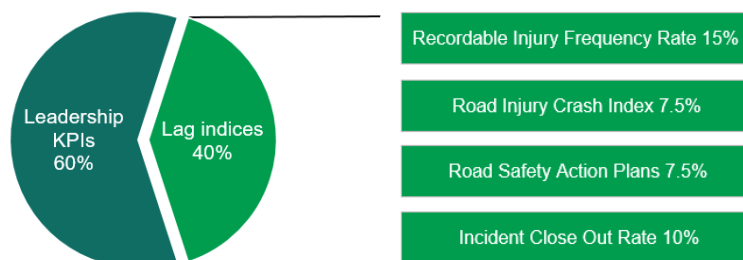 Leadership
KPIs
60%
Lag indices
40%
Recordable Injury Frequency Rate 15%
Road Injury Crash Index 7.5%
Road Safety Action Plans 7.5%
Incident Close Out Rate 10%